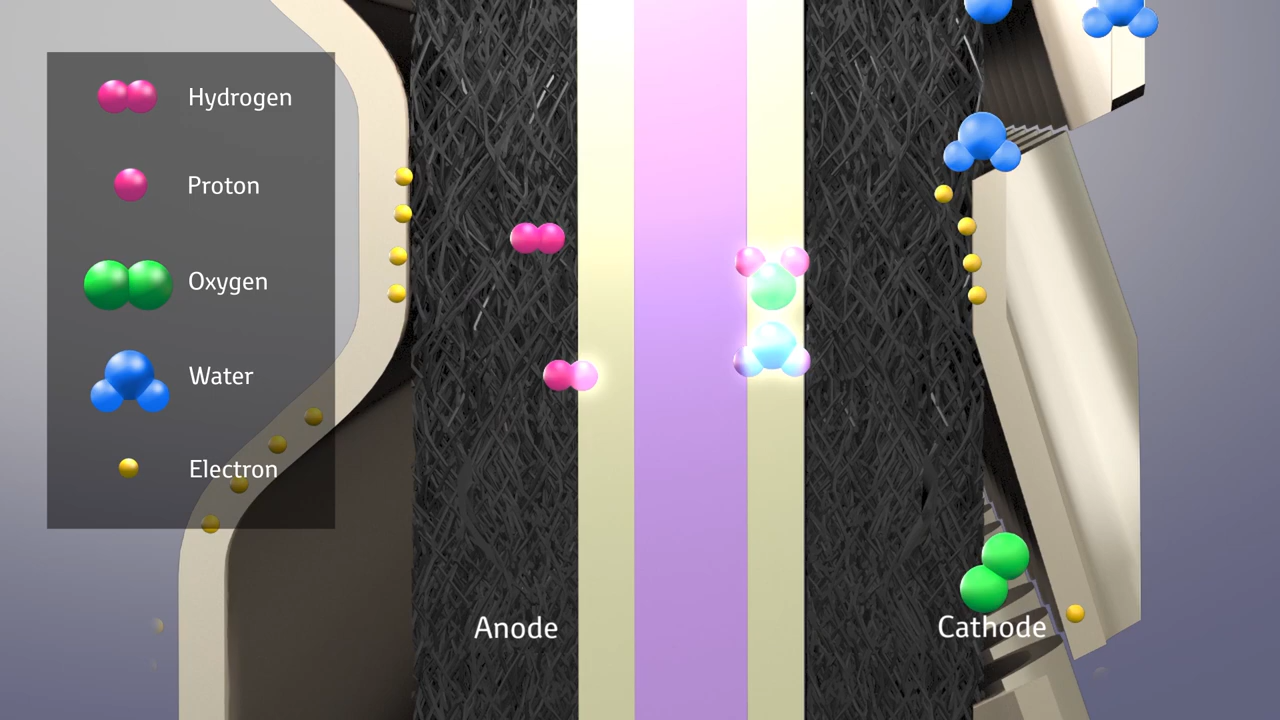 Hydrogen
Proton
Oxygen
Water
Electron
Anode
Cathode